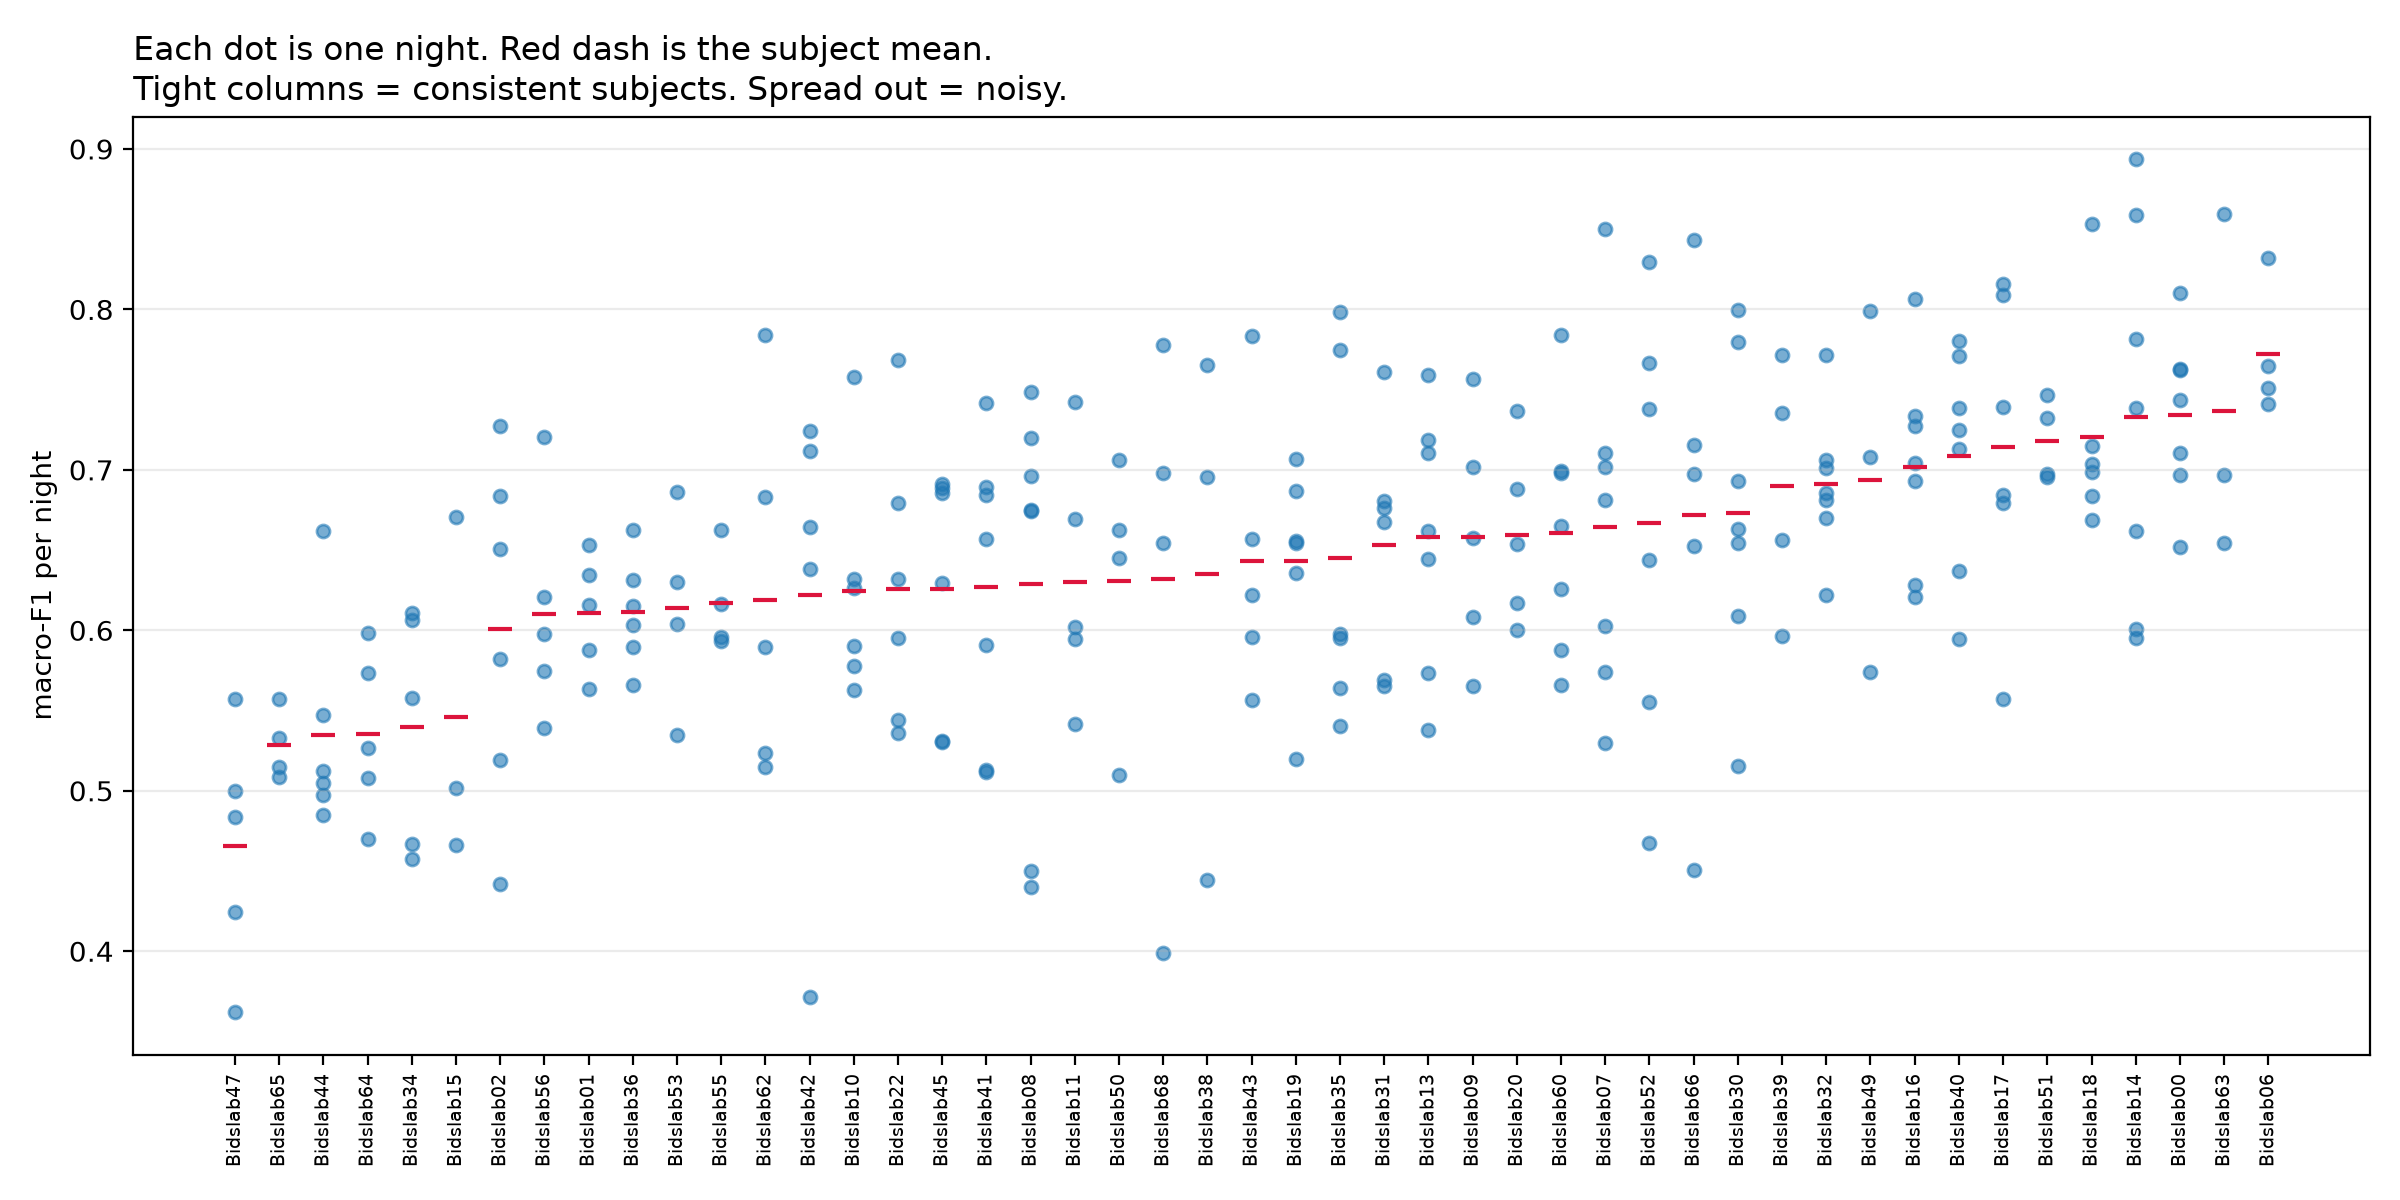 Each dot is one night. Red dash is the subject mean.
Tight columns = consistent subjects. Spread out = noisy.
macro-F1 per night
0.9
0.8
0.7
0.6
0.5
0.4
Bidslab47
Bidslab65
Bidslab44
Bidslab64
Bidslab34
Bidslab15
Bidslab02
Bidslab56
Bidslab01
Bidslab36
Bidslab53
Bidslab55
Bidslab62
Bidslab42
Bidslab10
Bidslab22
Bidslab45
Bidslab41
Bidslab08
Bidslab11
Bidslab50
Bidslab68
Bidslab38
Bidslab43
Bidslab19
Bidslab35
Bidslab31
Bidslab13
Bidslab09
Bidslab20
Bidslab60
Bidslab07
Bidslab52
Bidslab66
Bidslab30
Bidslab39
Bidslab32
Bidslab49
Bidslab16
Bidslab40
Bidslab17
Bidslab51
Bidslab18
Bidslab14
Bidslab00
Bidslab63
Bidslab06